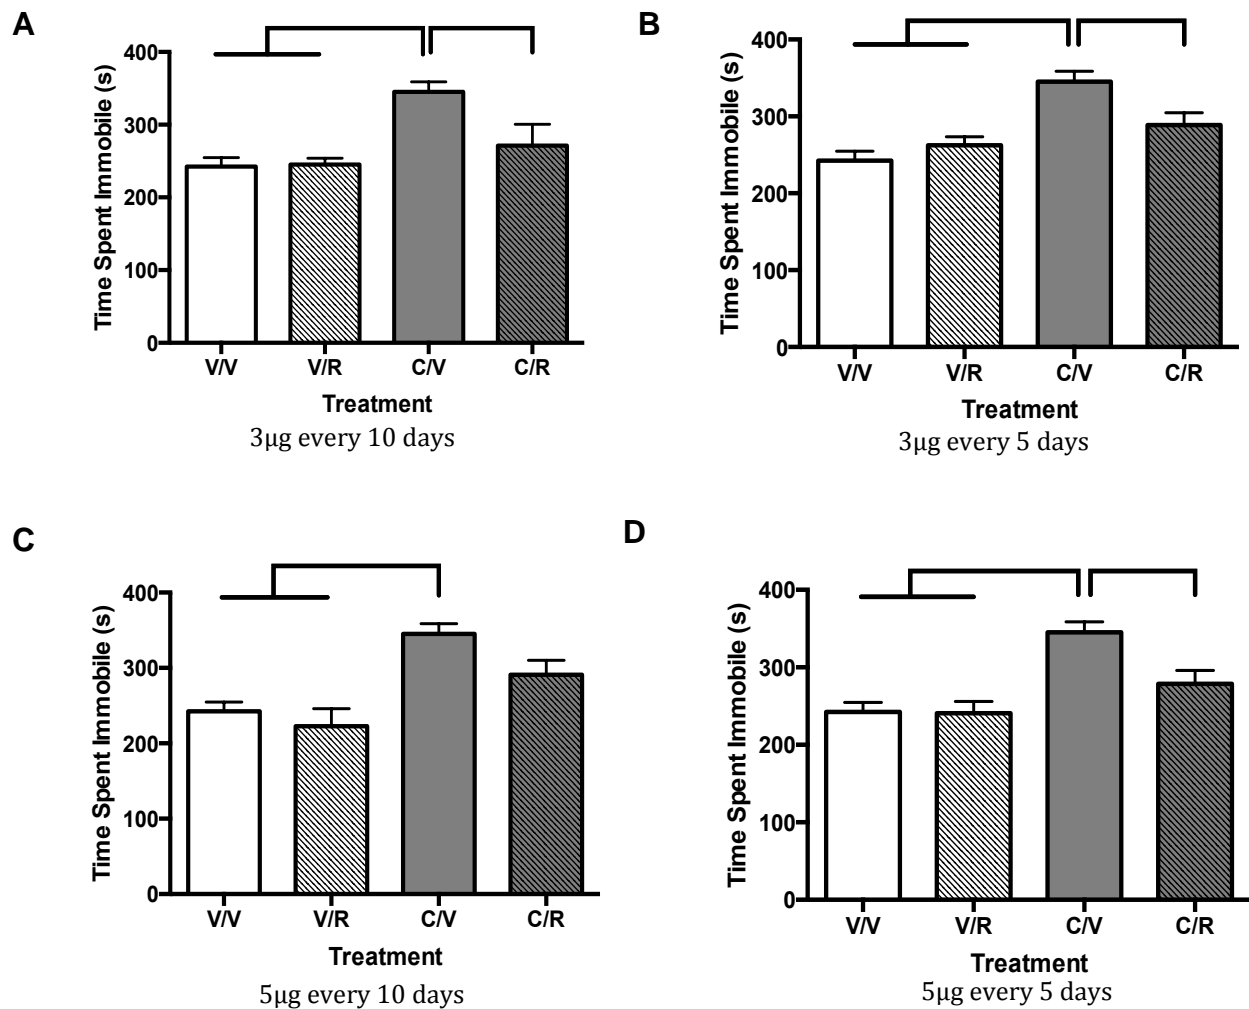 A
Time Spent Immobile (s)
400
300
200
100
0
V/V V/R C/V C/R
Treatment
3μg every 10 days
B
Time Spent Immobile (s)
400
300
200
100
0
V/V V/R C/V C/R
Treatment
3μg every 5 days
C
Time Spent Immobile (s)
400
300
200
100
0
V/V V/R C/V C/R
Treatment
5μg every 10 days
D
Time Spent Immobile (s)
400
300
200
100
0
V/V V/R C/V C/R
Treatment
5μg every 5 days